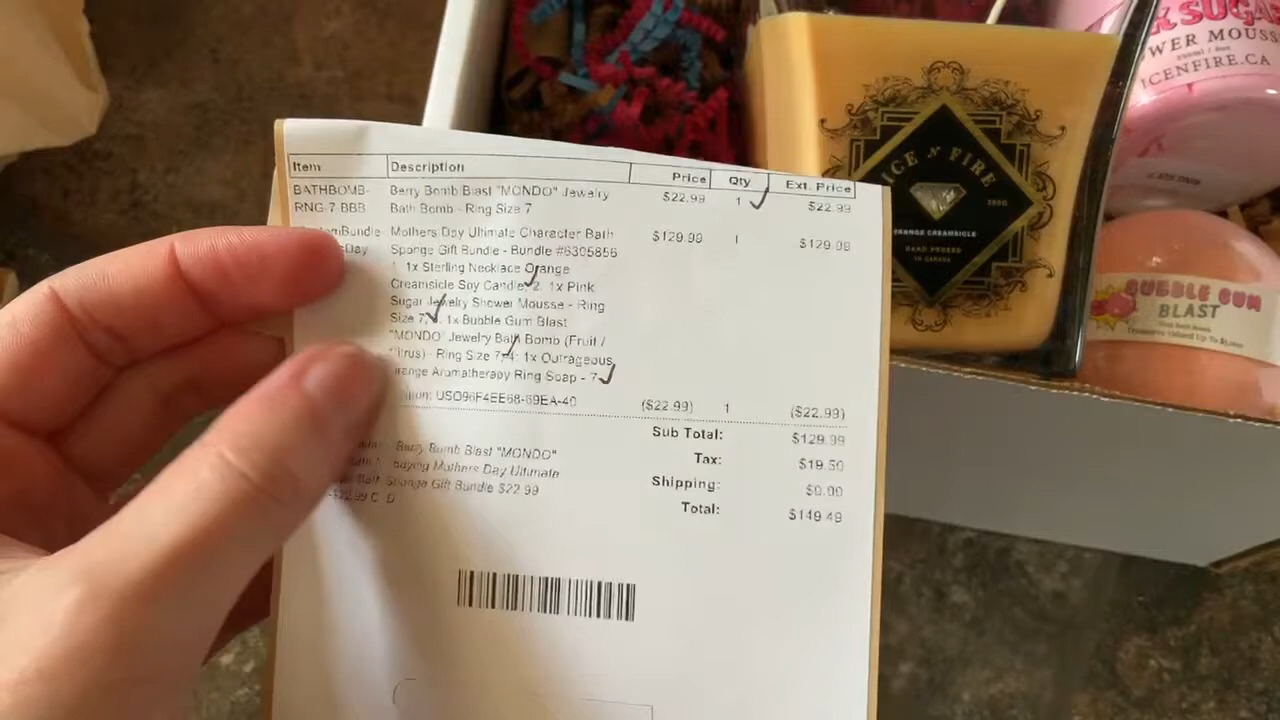 Item Description Price Qty Ext. Price
BATHBOMB- Berry Bomb Blast "MONDO" Jewelry $22.99 1 $22.99
RNG-7-BBB Bath Bomb - Ring Size 7
Bundle Mothers Day Ultimate Character Bath $129.99 1 $129.99
Day Sponge Gift Bundle - Bundle #6305856
1x Sterling Necklace Orange
Creamsicle Soy Candle, 2. 1x Pink
Sugar Jewelry Shower Mousse - Ring
Size 7, 1x Bubble Gum Blast
"MONDO" Jewelry Bath Bomb (Fruit /
Citrus) - Ring Size 7, 4. 1x Outrageous
Orange Aromatherapy Ring Soap - 7
($22.99) 1 ($22.99)
Sub Total: $129.99
Tax: $19.50
Shipping: $0.00
Total: $149.49
Berry Bomb Blast "MONDO"
buying Mothers Day Ultimate
Sponge Gift Bundle $22.99
ICE N FIRE
ORANGE CREAMSICLE
HAND POURED
IN CANADA
SUGAR
WER MOUSS
ICENFIRE.CA
BUBBLE GUM
BLAST